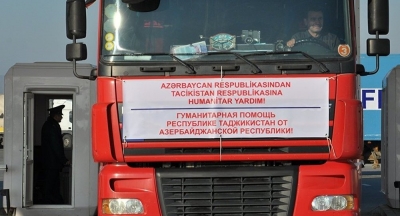 AZƏRBAYCAN RESPUBLİKASINDAN
TACİKİSTAN RESPUBLİKASINA
HUMANİTAR YARDIM!
ГУМАНИТАРНАЯ ПОМОЩЬ
РЕСПУБЛИКЕ ТАДЖИКИСТАН ОТ
АЗЕРБАЙДЖАНСКОЙ РЕСПУБЛИКИ!